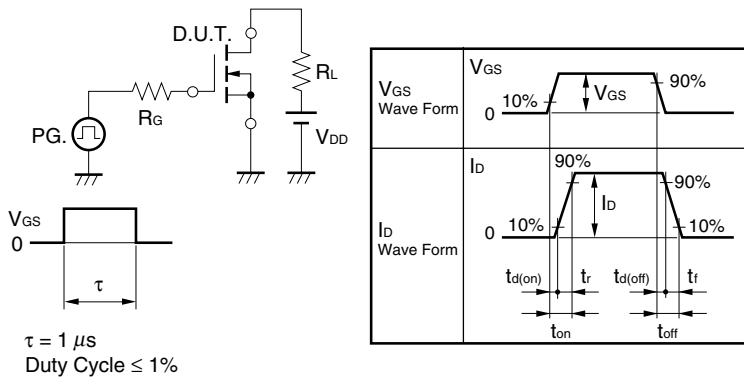 D.U.T.
RL
RG
PG.
VDD
VGS
0
τ
τ = 1 μs
Duty Cycle ≤ 1%
VGS
Wave Form
VGS
10%
0
VGS
90%
ID
Wave Form
ID
90%
90%
ID
10%
10%
0
td(on)
tr
td(off)
tf
ton
toff